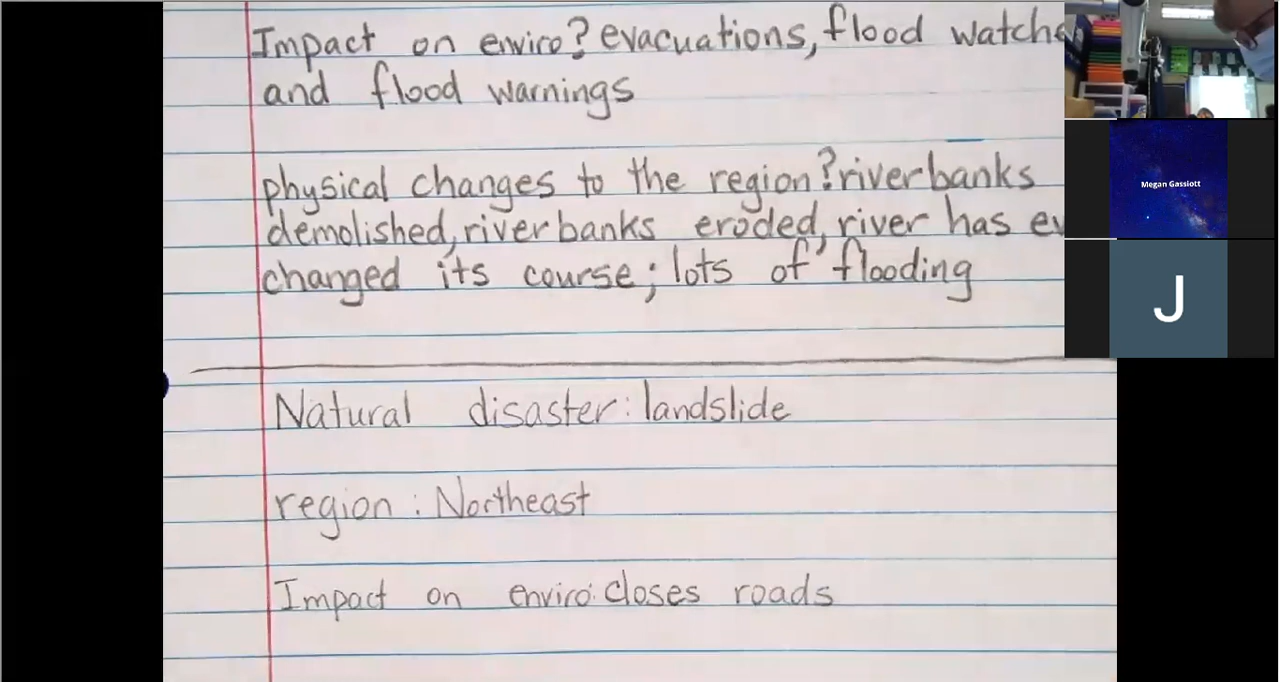 Impact on enviro? evacuations, flood watche
and flood warnings
physical changes to the region? riverbanks
demolished, riverbanks eroded, river has ev
changed its course; lots of flooding
Natural disaster: landslide
region: Northeast
Impact on enviro: closes roads
Megan Gassiott
J